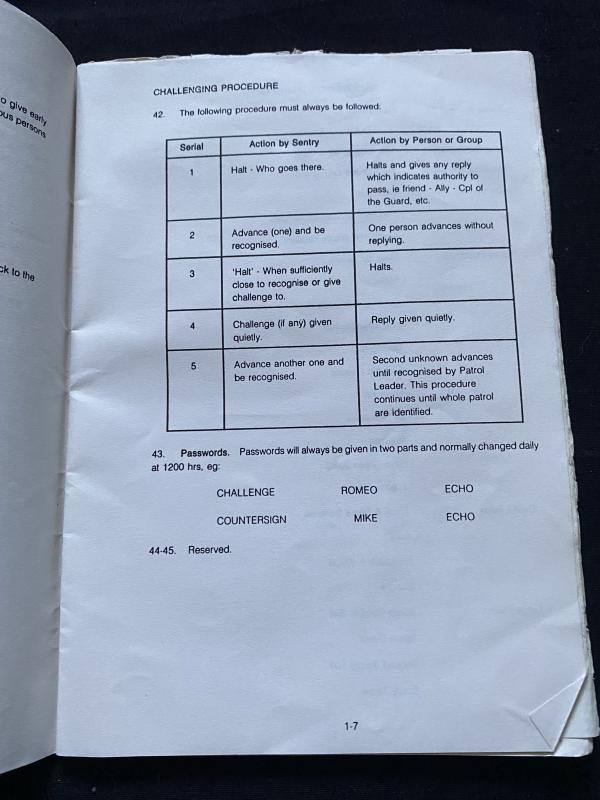 o give early
ous persons
ck to the
CHALLENGING PROCEDURE
42. The following procedure must always be followed:
Serial Action by Sentry Action by Person or Group
1 Halt - Who goes there. Halts and gives any reply
which indicates authority to
pass, ie friend - Ally - Cpl of
the Guard, etc.
2 Advance (one) and be One person advances without
recognised. replying.
3 'Halt' - When sufficiently Halts.
close to recognise or give
challenge to.
4 Challenge (if any) given Reply given quietly.
quietly.
5 Advance another one and Second unknown advances
be recognised. until recognised by Patrol
Leader. This procedure
continues until whole patrol
are identified.
43. Passwords. Passwords will always be given in two parts and normally changed daily
at 1200 hrs, eg:
CHALLENGE ROMEO ECHO
COUNTERSIGN MIKE ECHO
44-45. Reserved.
1-7